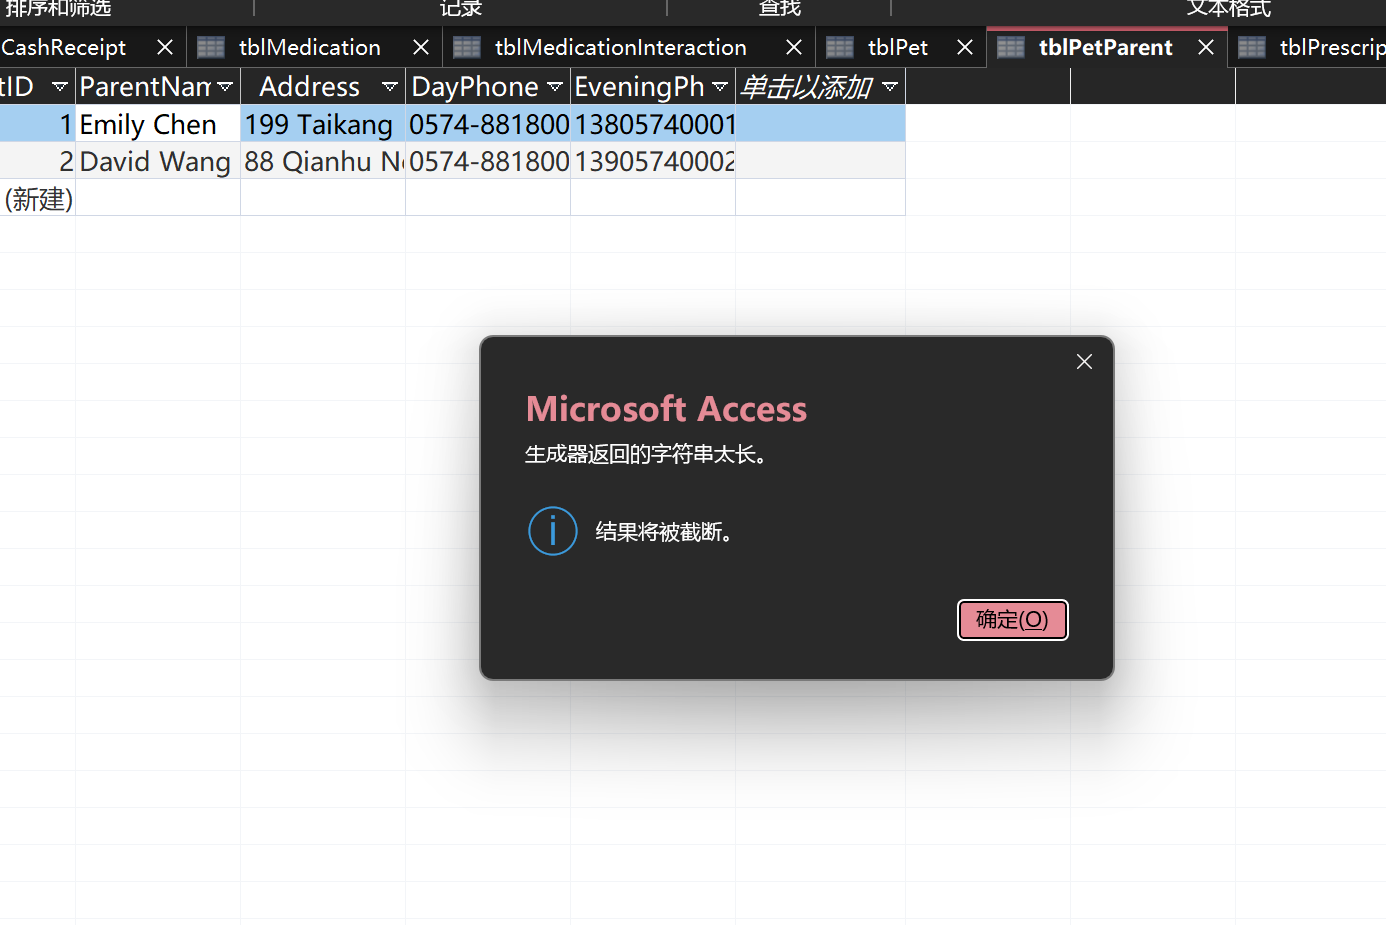 排序和筛选 记录 查找 文本格式
CashReceipt tblMedication tblMedicationInteraction tblPet tblPetParent tblPrescrip
tID ParentNam Address DayPhone EveningPh 单击以添加
1 Emily Chen 199 Taikang 0574-881800 13805740001
2 David Wang 88 Qianhu No 0574-881800 13905740002
(新建)
Microsoft Access
生成器返回的字符串太长。
结果将被截断。
确定(O)